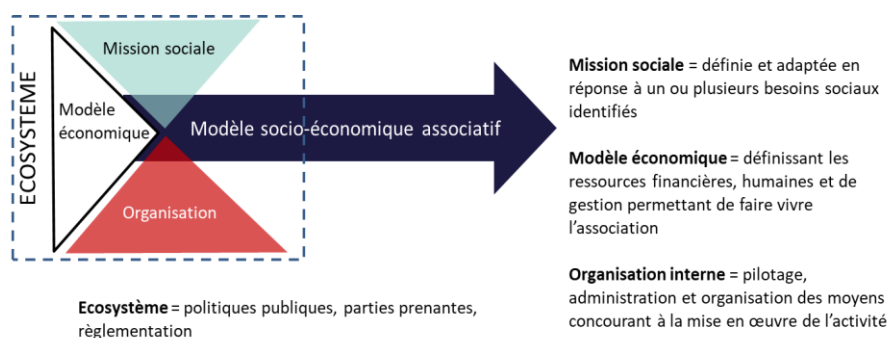 ECOSYSTEME
Mission sociale
Modèle
économique
Modèle socio-économique associatif
Organisation
Ecosystème = politiques publiques, parties prenantes,
règlementation
Mission sociale = définie et adaptée en
réponse à un ou plusieurs besoins sociaux
identifiés
Modèle économique = définissant les
ressources financières, humaines et de
gestion permettant de faire vivre
l’association
Organisation interne = pilotage,
administration et organisation des moyens
concourant à la mise en œuvre de l’activité